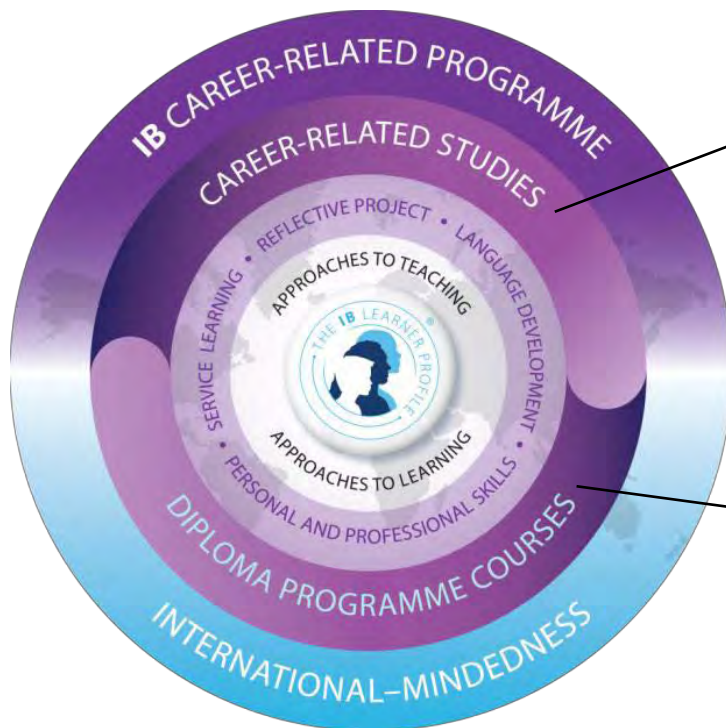 IB CAREER-RELATED PROGRAMME
CAREER-RELATED STUDIES
SERVICE LEARNING • REFLECTIVE PROJECT • LANGUAGE DEVELOPMENT •
APPROACHES TO TEACHING
THE IB LEARNER PROFILE®
APPROACHES TO LEARNING
• PERSONAL AND PROFESSIONAL SKILLS
DIPLOMA PROGRAMME COURSES
INTERNATIONAL–MINDEDNESS